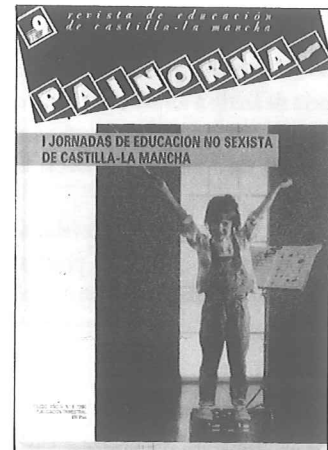 9
revista de educación
de castilla-la mancha
PAINORMA
I JORNADAS DE EDUCACION NO SEXISTA
DE CASTILLA-LA MANCHA